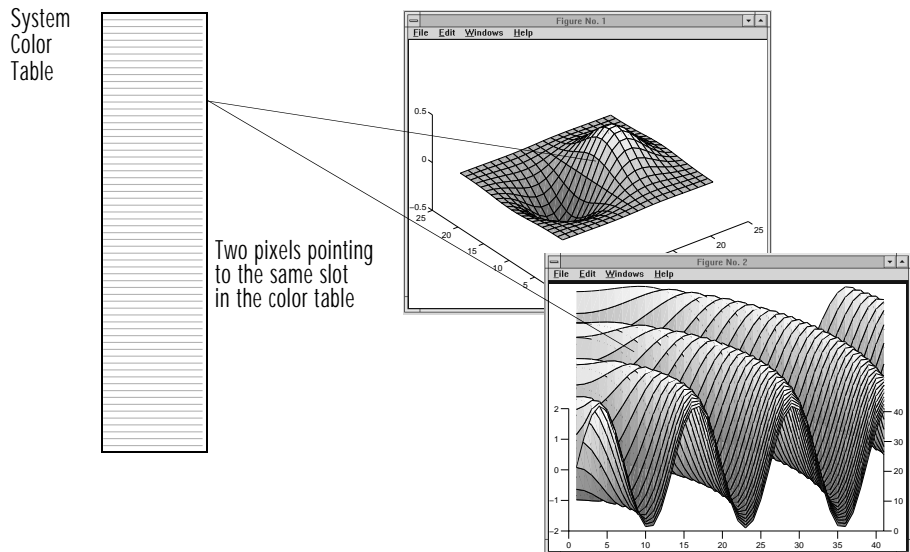 System
Color
Table
Two pixels pointing
to the same slot
in the color table
Figure No. 1
File Edit Windows Help
0.5
0
−0.5
25
20
15
10
5
20
25
Figure No. 2
File Edit Windows Help
2
1
0
−1
−2
0 5 10 15 20 25 30 35 40
40
30
20
10
0